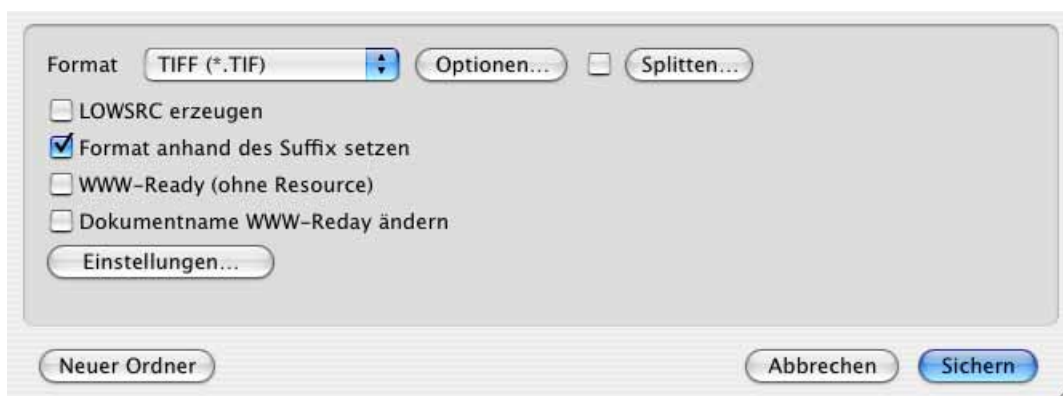 Format TIFF (*.TIF) Optionen... Splitten...
LOWSRC erzeugen
Format anhand des Suffix setzen
WWW-Ready (ohne Resource)
Dokumentname WWW-Reday ändern
Einstellungen...
Neuer Ordner Abbrechen Sichern